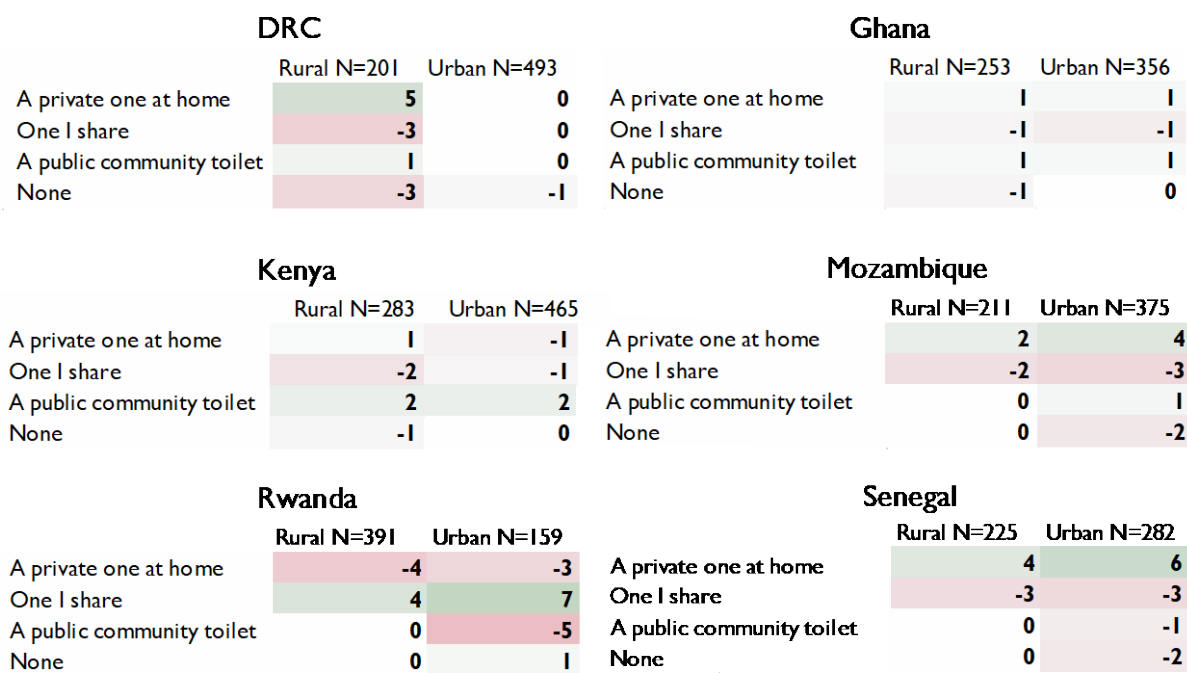 DRC
Rural N=201 Urban N=493
A private one at home 5 0
One I share -3 0
A public community toilet 1 0
None -3 -1
Ghana
Rural N=253 Urban N=356
A private one at home 1 1
One I share -1 -1
A public community toilet 1 1
None -1 0
Kenya
Rural N=283 Urban N=465
A private one at home 1 -1
One I share -2 -1
A public community toilet 2 2
None -1 0
Mozambique
Rural N=211 Urban N=375
A private one at home 2 4
One I share -2 -3
A public community toilet 0 1
None 0 -2
Rwanda
Rural N=391 Urban N=159
A private one at home -4 -3
One I share 4 7
A public community toilet 0 -5
None 0 1
Senegal
Rural N=225 Urban N=282
A private one at home 4 6
One I share -3 -3
A public community toilet 0 -1
None 0 -2